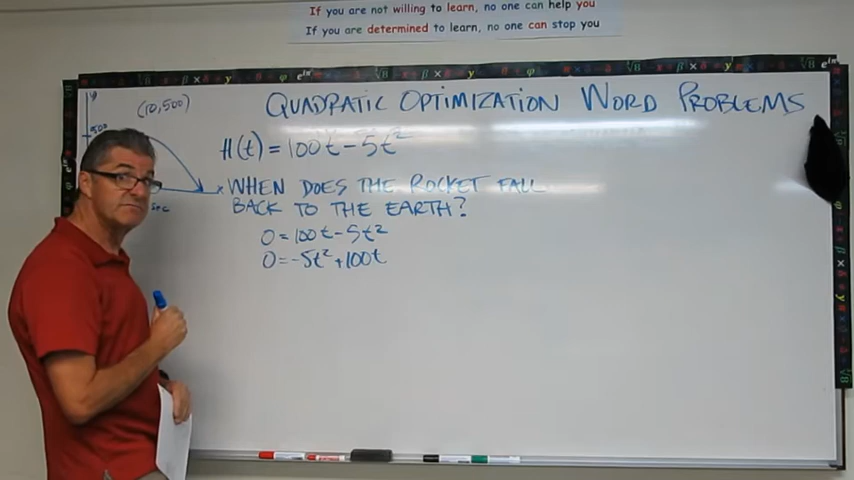 If you are not willing to learn, no one can help you
If you are determined to learn, no one can stop you
QUADRATIC OPTIMIZATION WORD PROBLEMS
y
(10,500)
500
H(t) = 100t - 5t²
x
sec
WHEN DOES THE ROCKET FALL
BACK TO THE EARTH?
0 = 100t - 5t²
0 = -5t² + 100t